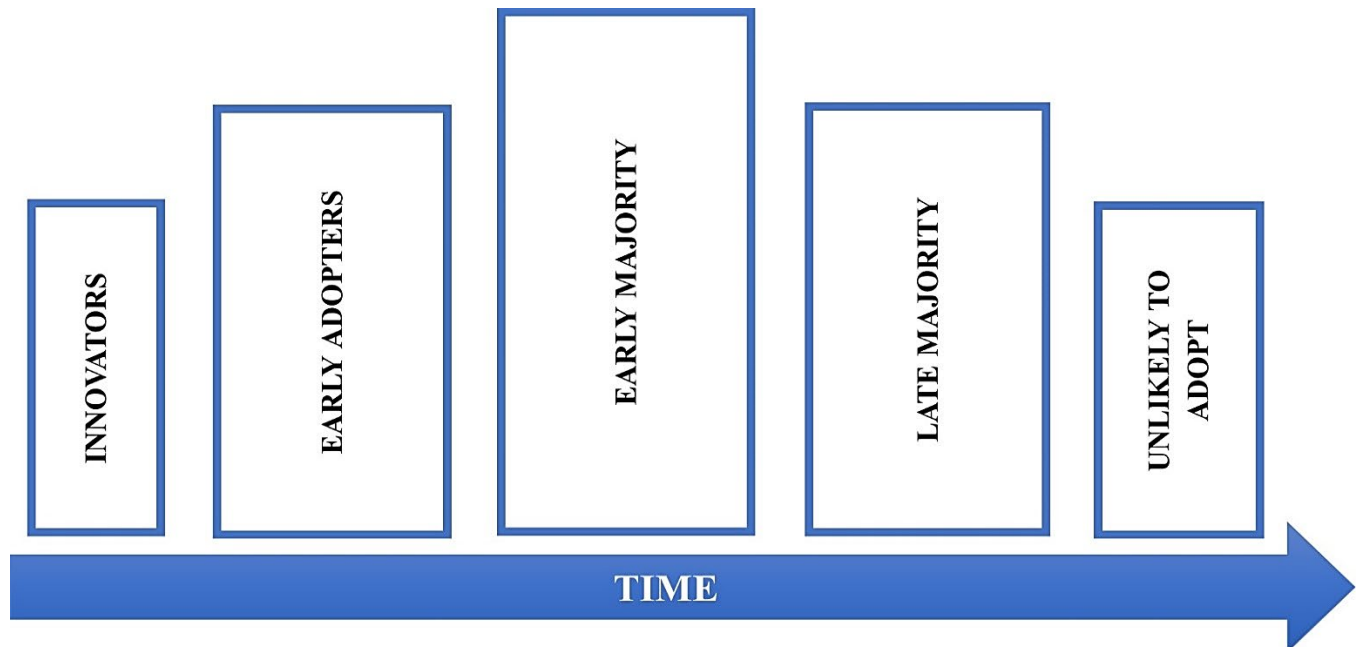 INNOVATORS
EARLY ADOPTERS
EARLY MAJORITY
LATE MAJORITY
UNLIKELY TO
ADOPT
TIME